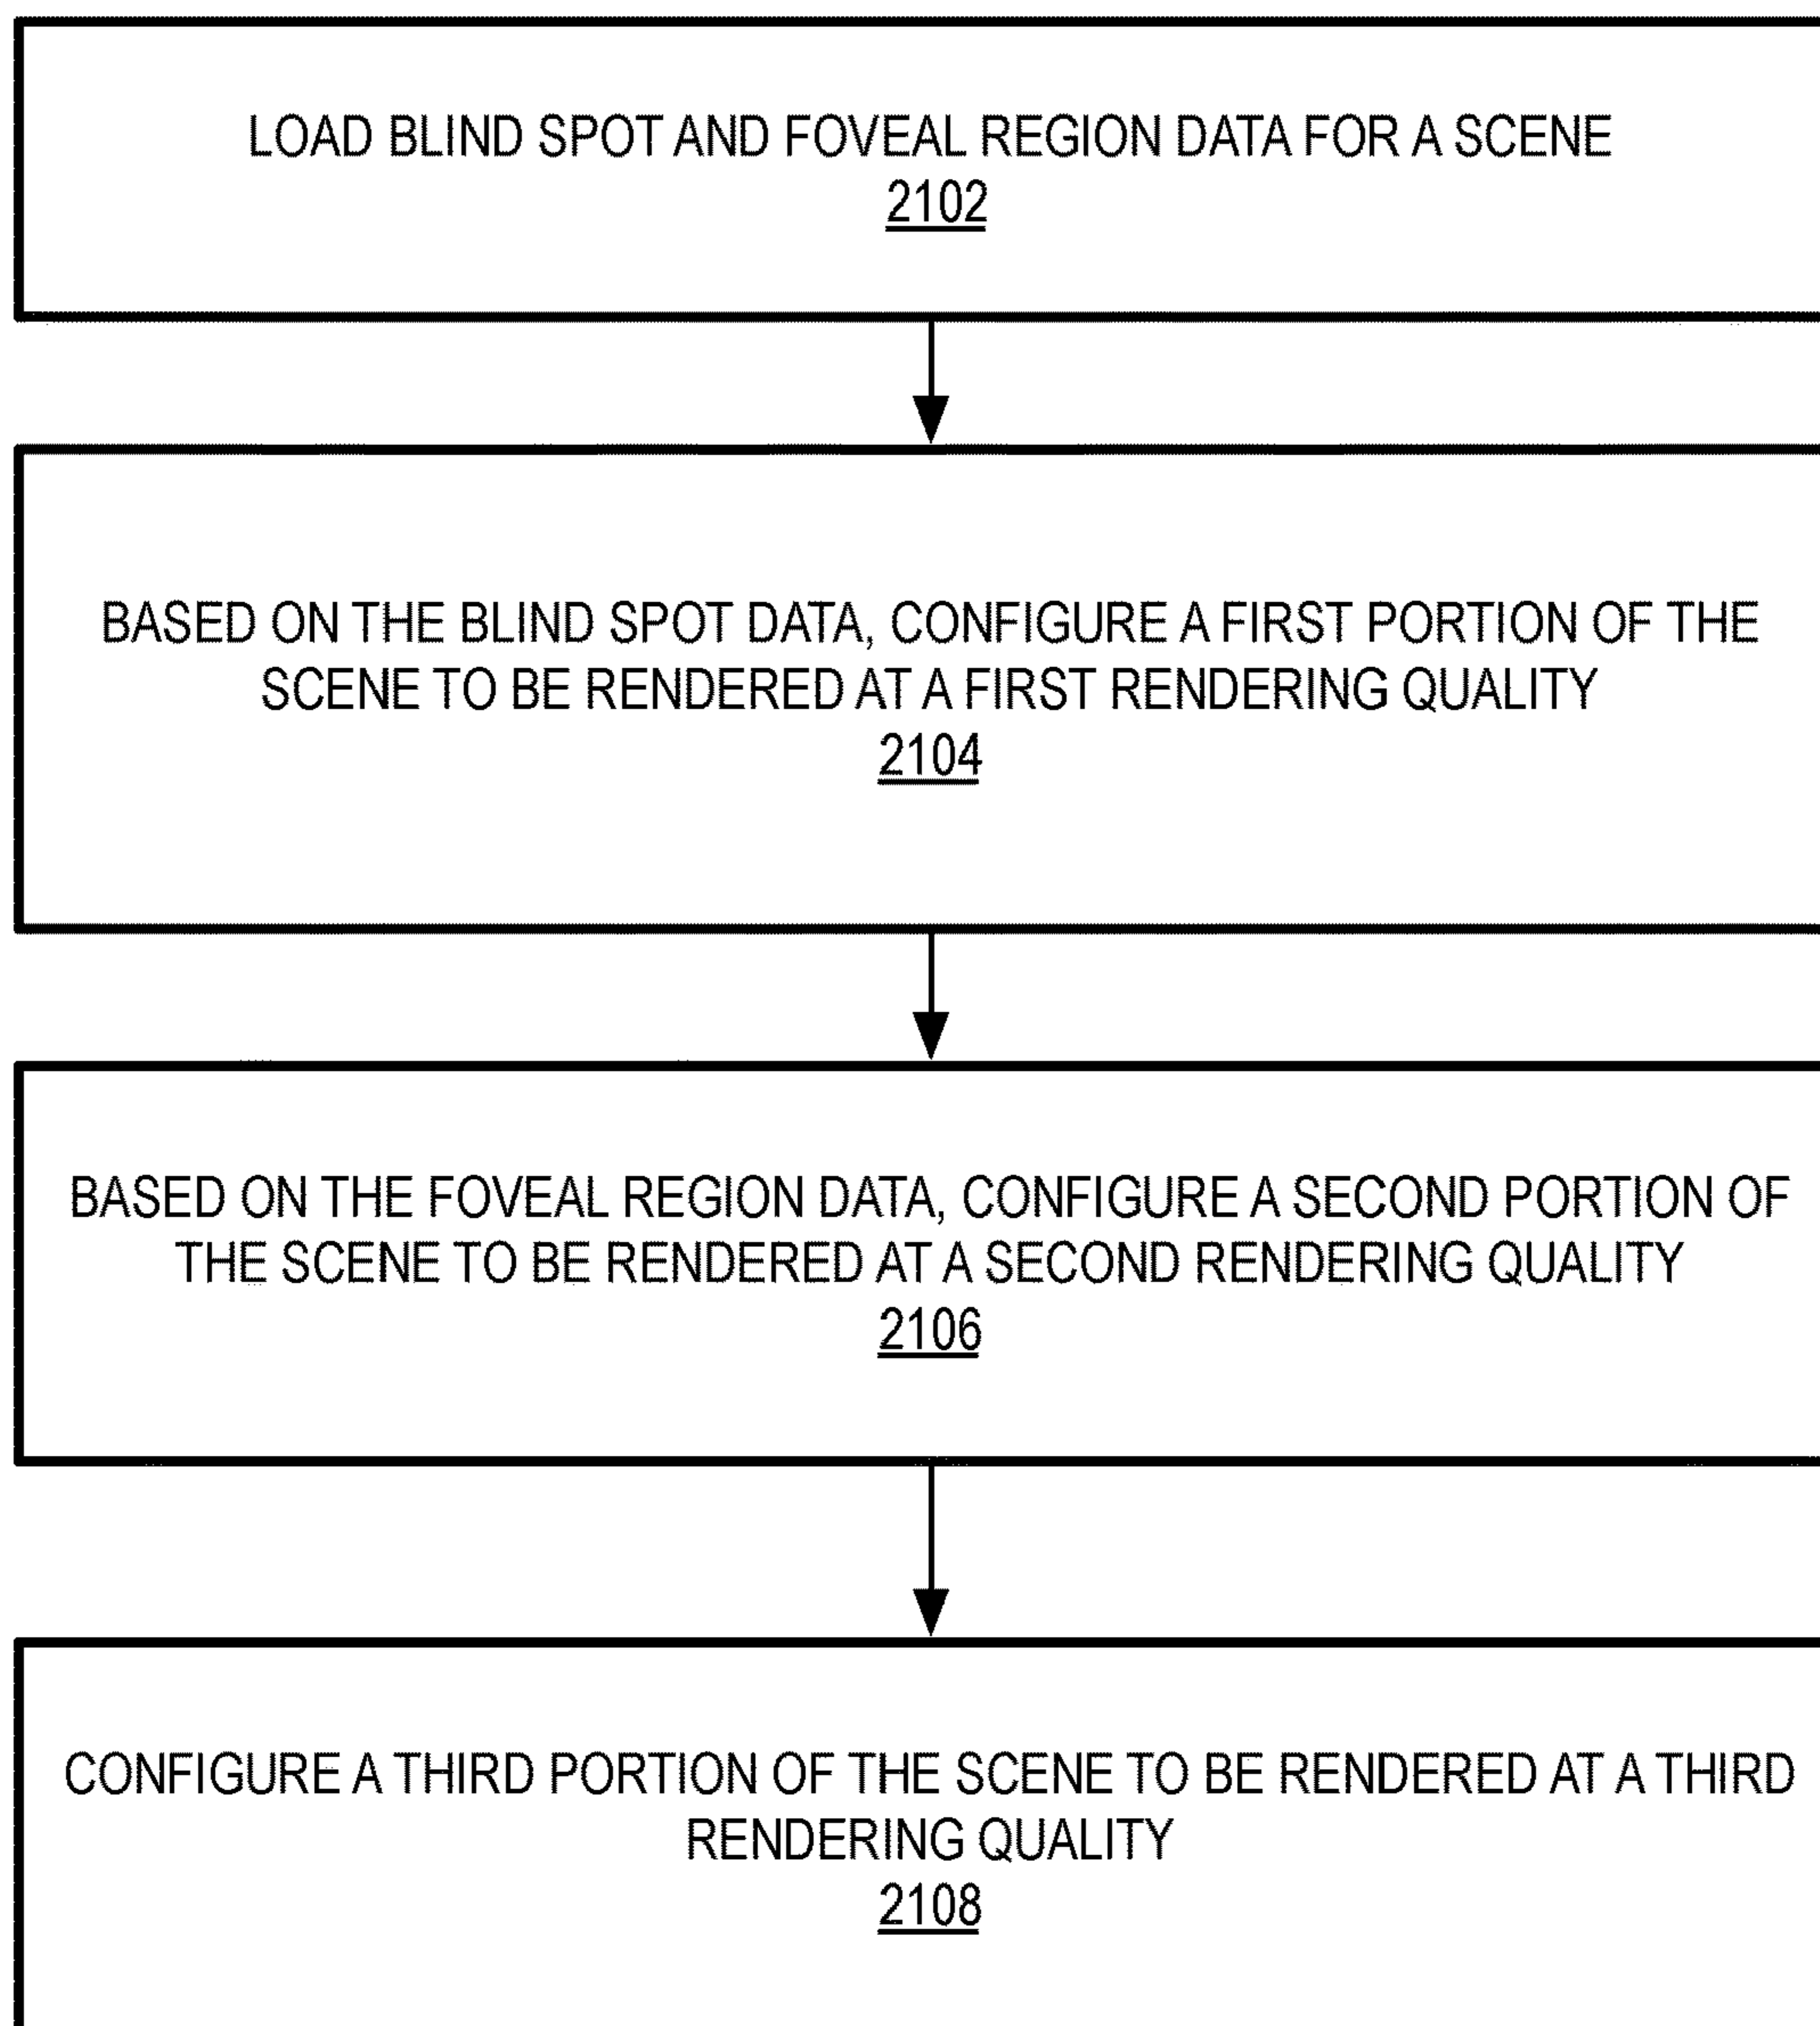 LOAD BLIND SPOT AND FOVEAL REGION DATA FOR A SCENE
2102
BASED ON THE BLIND SPOT DATA, CONFIGURE A FIRST PORTION OF THE
SCENE TO BE RENDERED AT A FIRST RENDERING QUALITY
2104
BASED ON THE FOVEAL REGION DATA, CONFIGURE A SECOND PORTION OF
THE SCENE TO BE RENDERED AT A SECOND RENDERING QUALITY
2106
CONFIGURE A THIRD PORTION OF THE SCENE TO BE RENDERED AT A THIRD
RENDERING QUALITY
2108